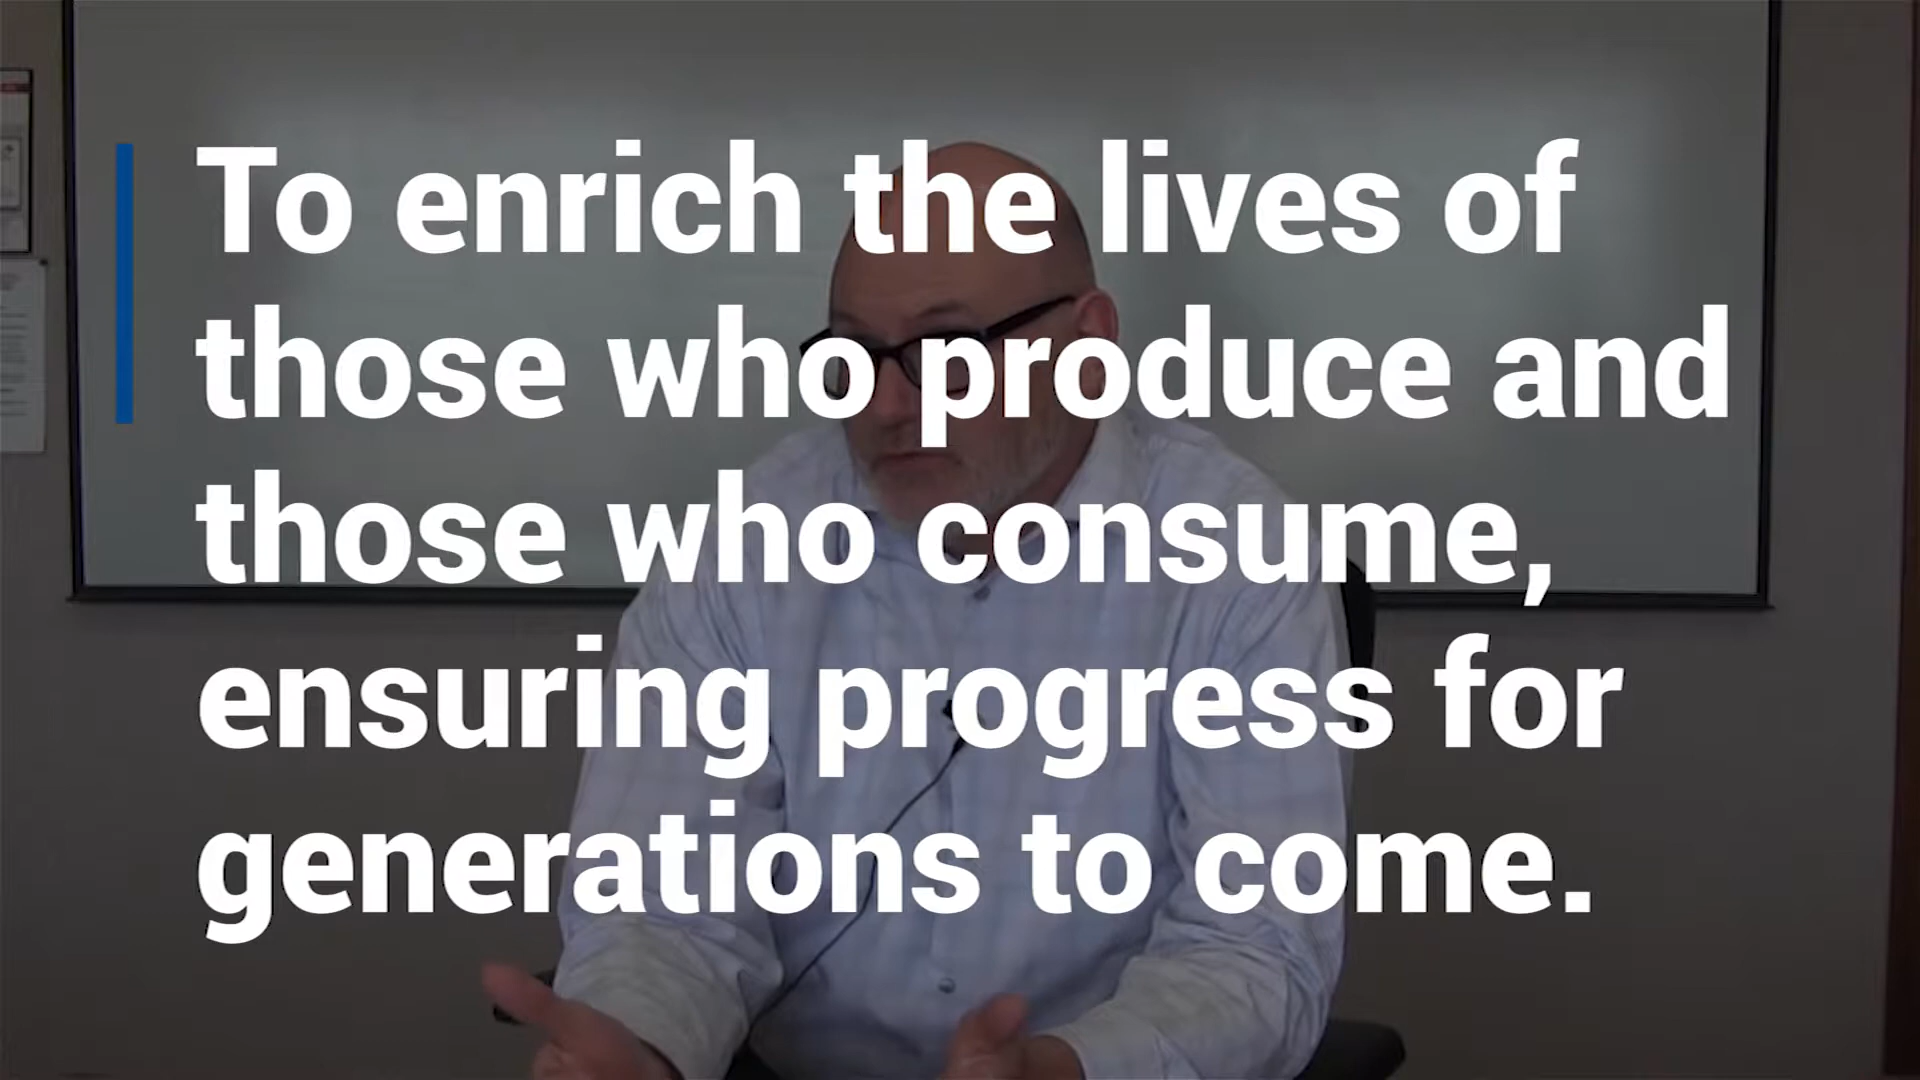 To enrich the lives of
those who produce and
those who consume,
ensuring progress for
generations to come.